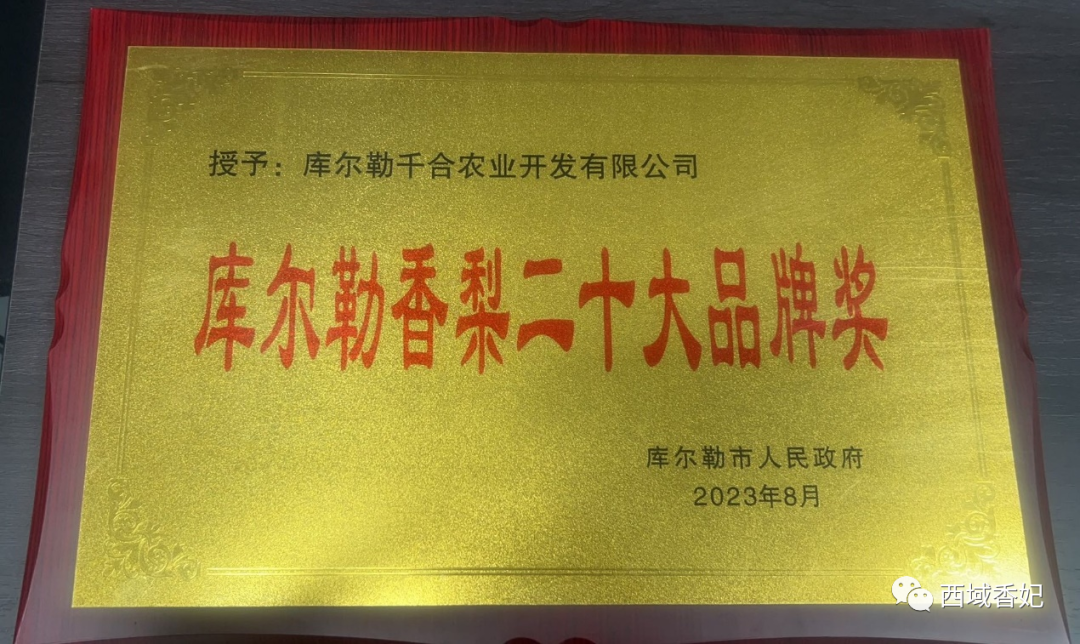 授予：库尔勒千合农业开发有限公司
库尔勒香梨二十大品牌奖
库尔勒市人民政府
2023年8月
西域香妃